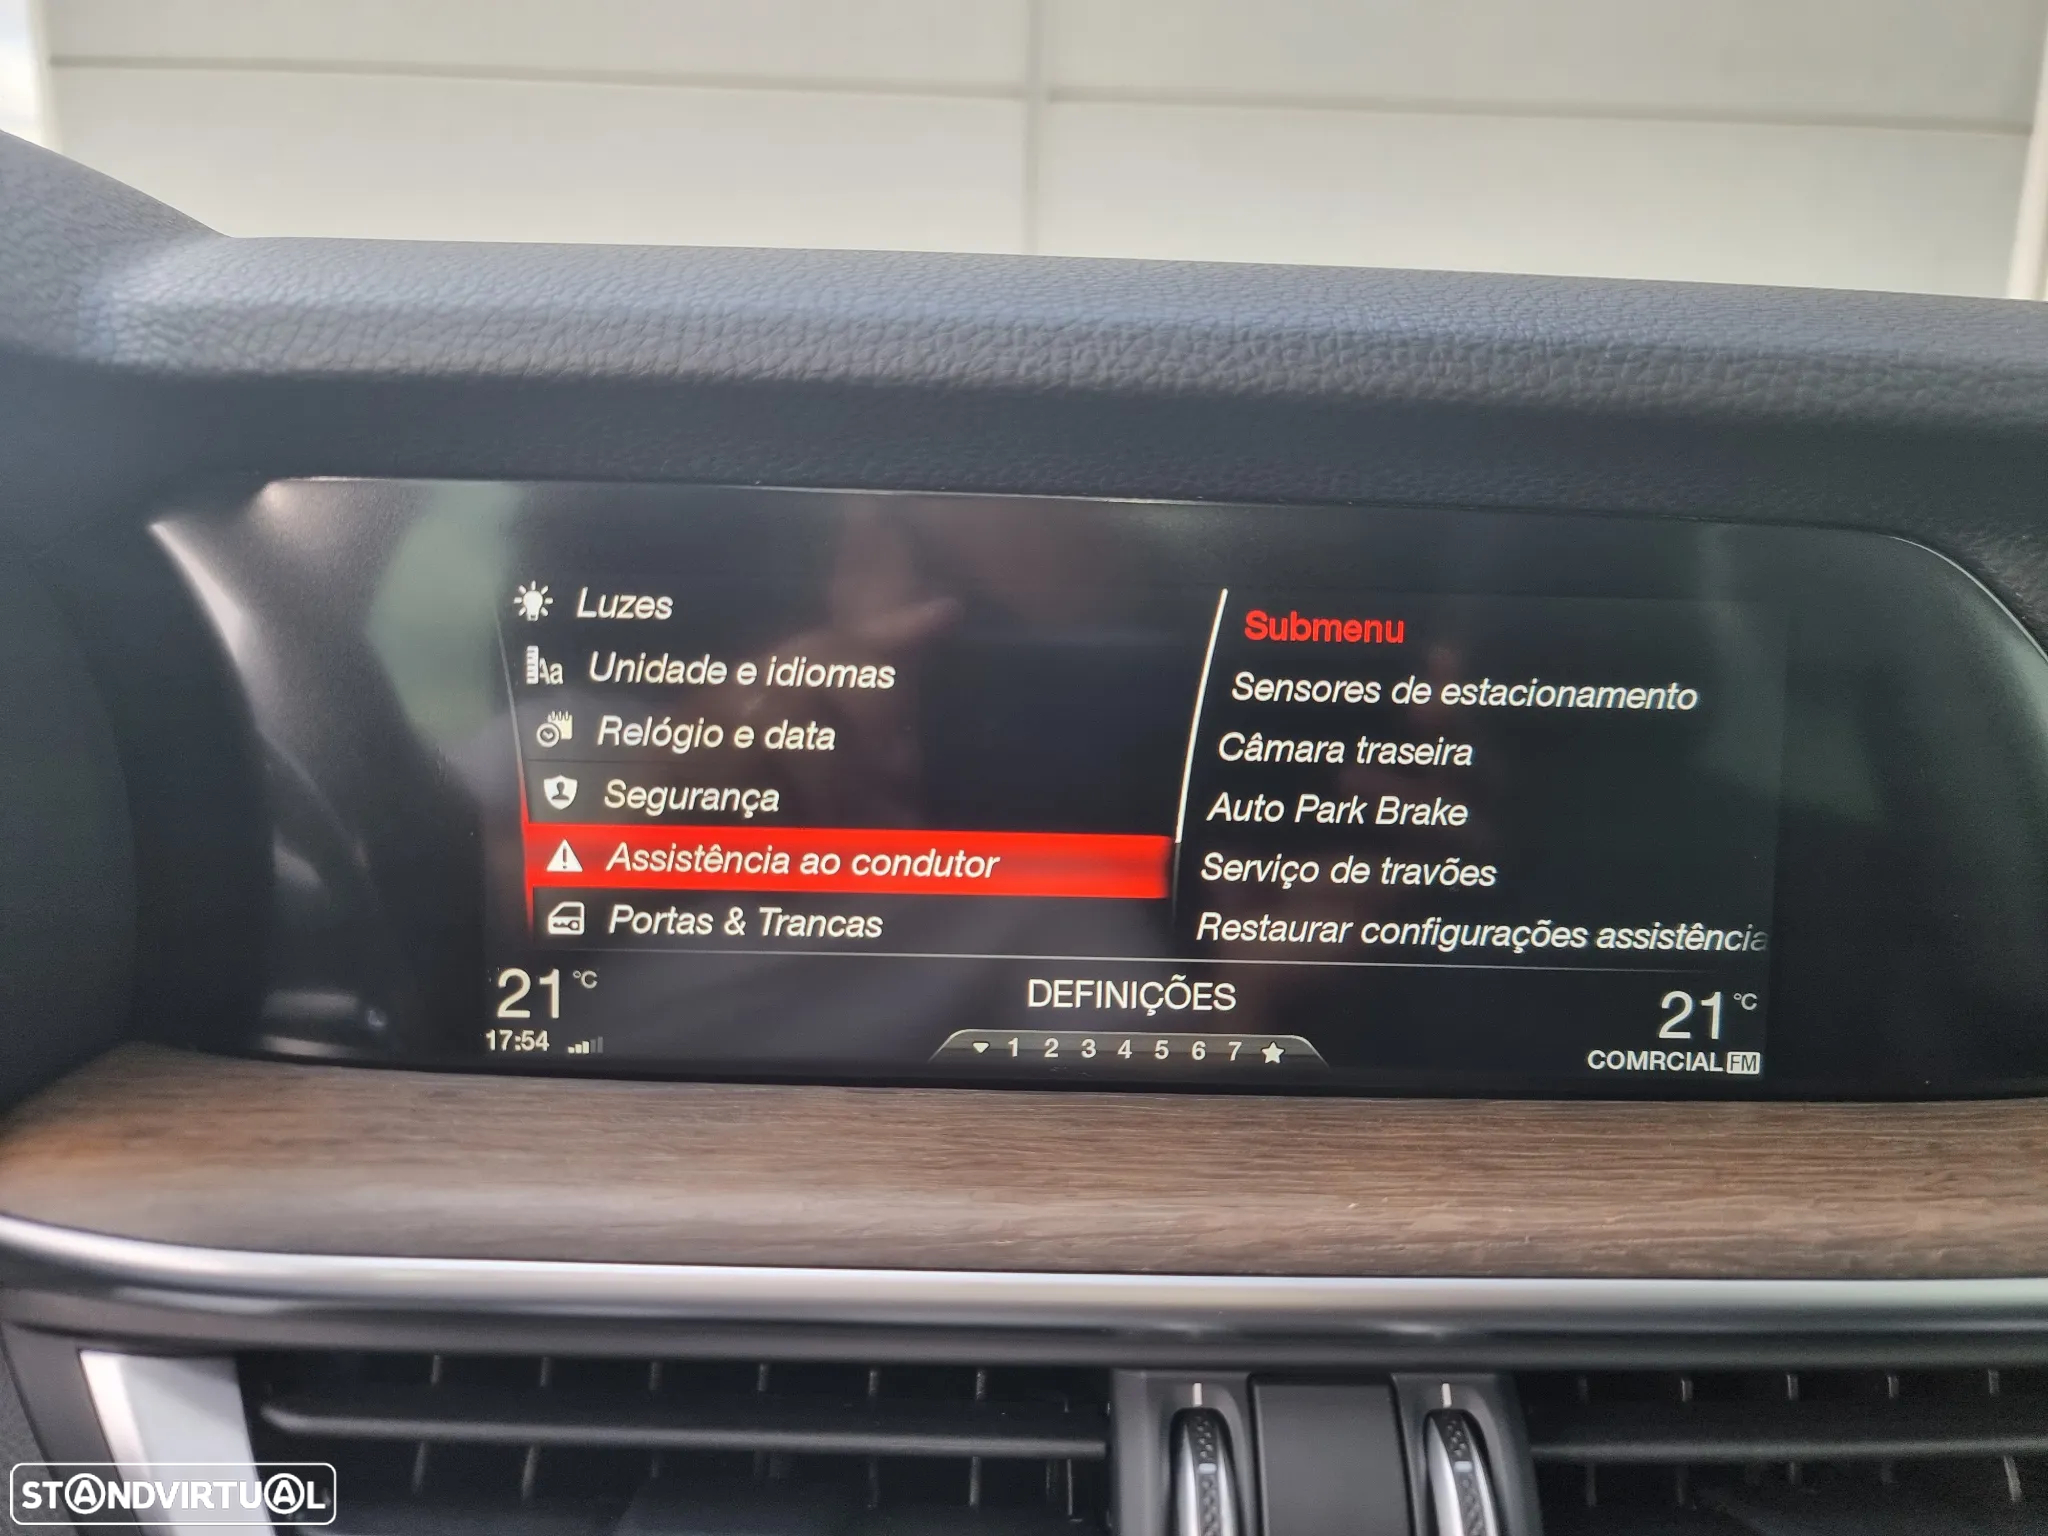 Luzes
Aa Unidade e idiomas
Relógio e data
Segurança
Assistência ao condutor
Portas & Trancas
Submenu
Sensores de estacionamento
Câmara traseira
Auto Park Brake
Serviço de travões
Restaurar configurações assistência
21 °C
17:54
DEFINIÇÕES
1 2 3 4 5 6 7
21 °C
COMRCIAL FM
STANDVIRTUAL